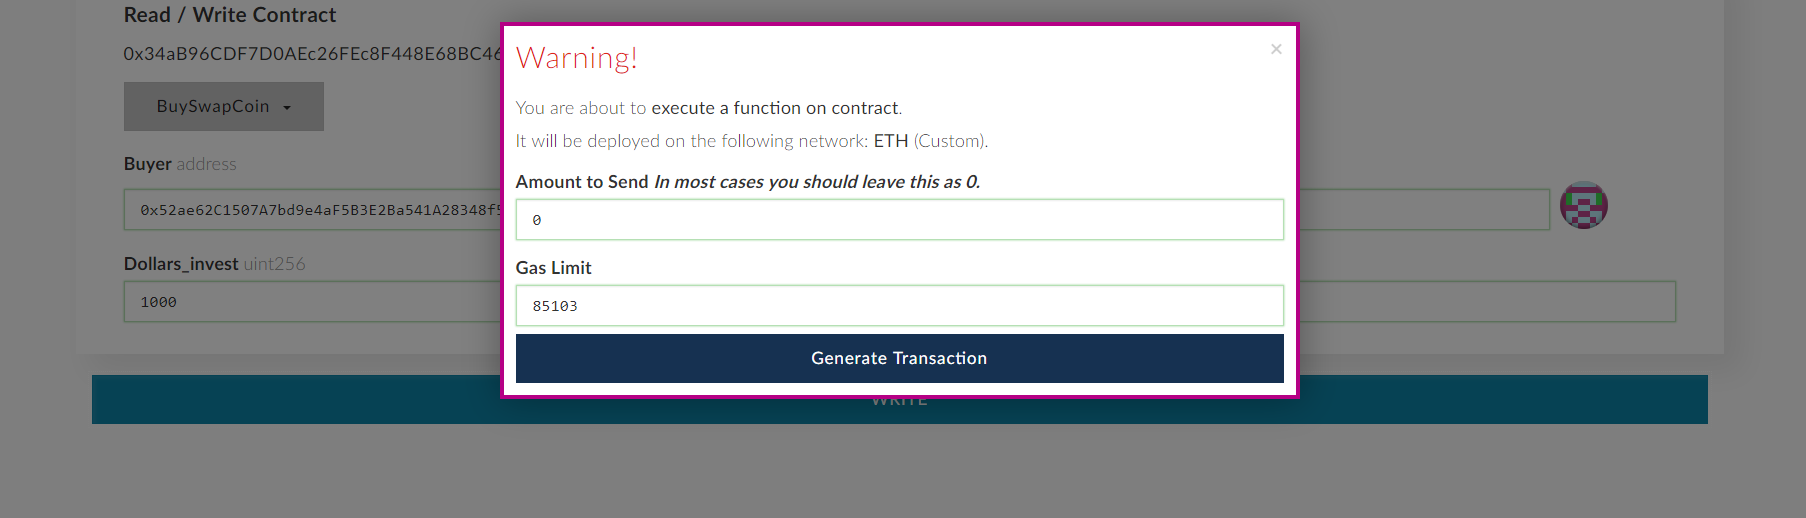 Read / Write Contract
0x34aB96CDF7D0AEc26FEc8F448E68BC46
BuySwapCoin
Buyer address
0x52ae62C1507A7bd9e4aF5B3E2Ba541A28348f5
Dollars_invest uint256
1000
WRITE
Warning!
×
You are about to execute a function on contract.
It will be deployed on the following network: ETH (Custom).
Amount to Send In most cases you should leave this as 0.
0
Gas Limit
85103
Generate Transaction